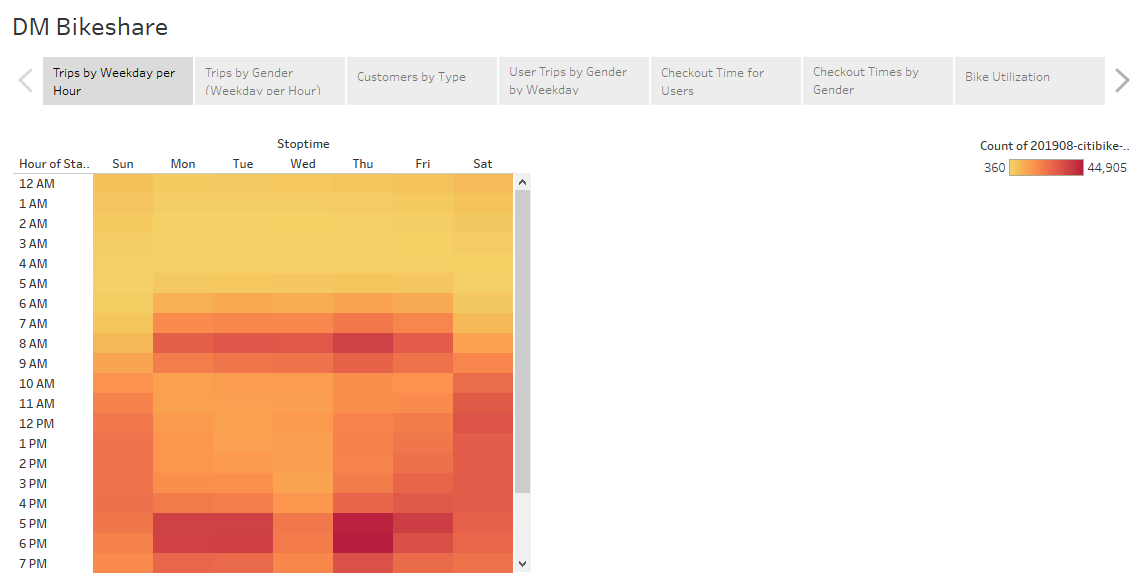 DM Bikeshare
Trips by Weekday per
Hour
Trips by Gender
(Weekday per Hour)
Customers by Type
User Trips by Gender
by Weekday
Checkout Time for
Users
Checkout Times by
Gender
Bike Utilization
Stoptime
Hour of Sta.. Sun Mon Tue Wed Thu Fri Sat
12 AM
1 AM
2 AM
3 AM
4 AM
5 AM
6 AM
7 AM
8 AM
9 AM
10 AM
11 AM
12 PM
1 PM
2 PM
3 PM
4 PM
5 PM
6 PM
7 PM
Count of 201908-citibike-..
360 44,905